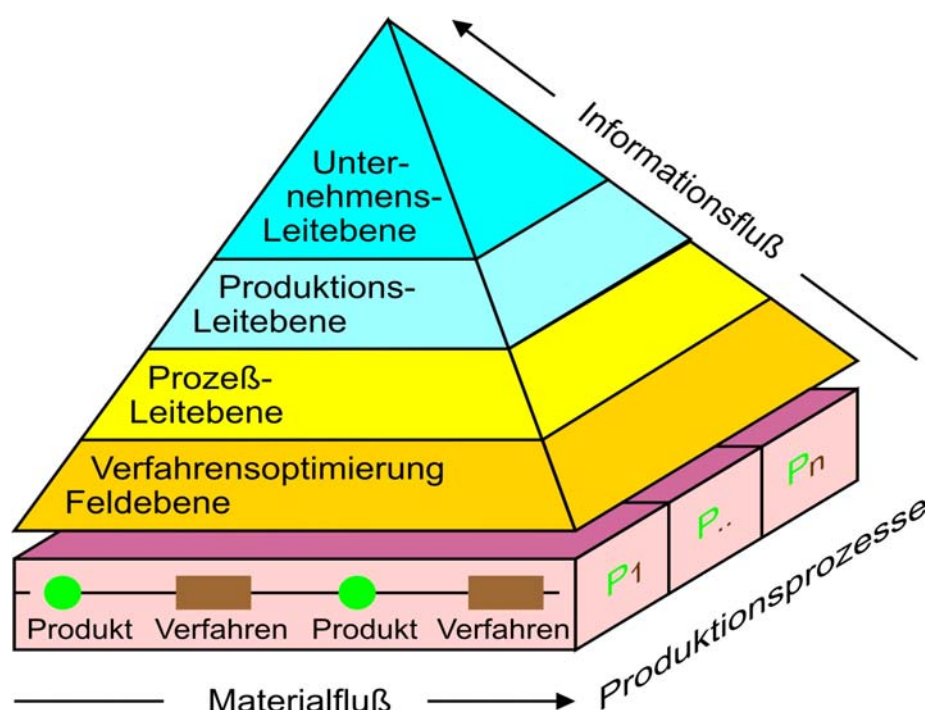 Unter-
nehmens-
Leitebene
Informationsfluß
Produktions-
Leitebene
Prozeß-
Leitebene
Verfahrensoptimierung
Feldebene
Produkt Verfahren Produkt Verfahren
P1 P.. Pn
Produktionsprozesse
Materialfluß